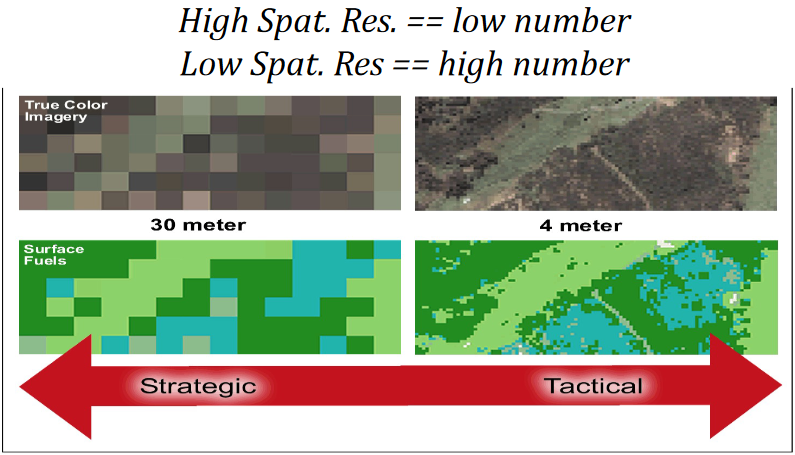 High Spat. Res. == low number
Low Spat. Res == high number
True Color
Imagery
30 meter
4 meter
Surface
Fuels
Strategic
Tactical